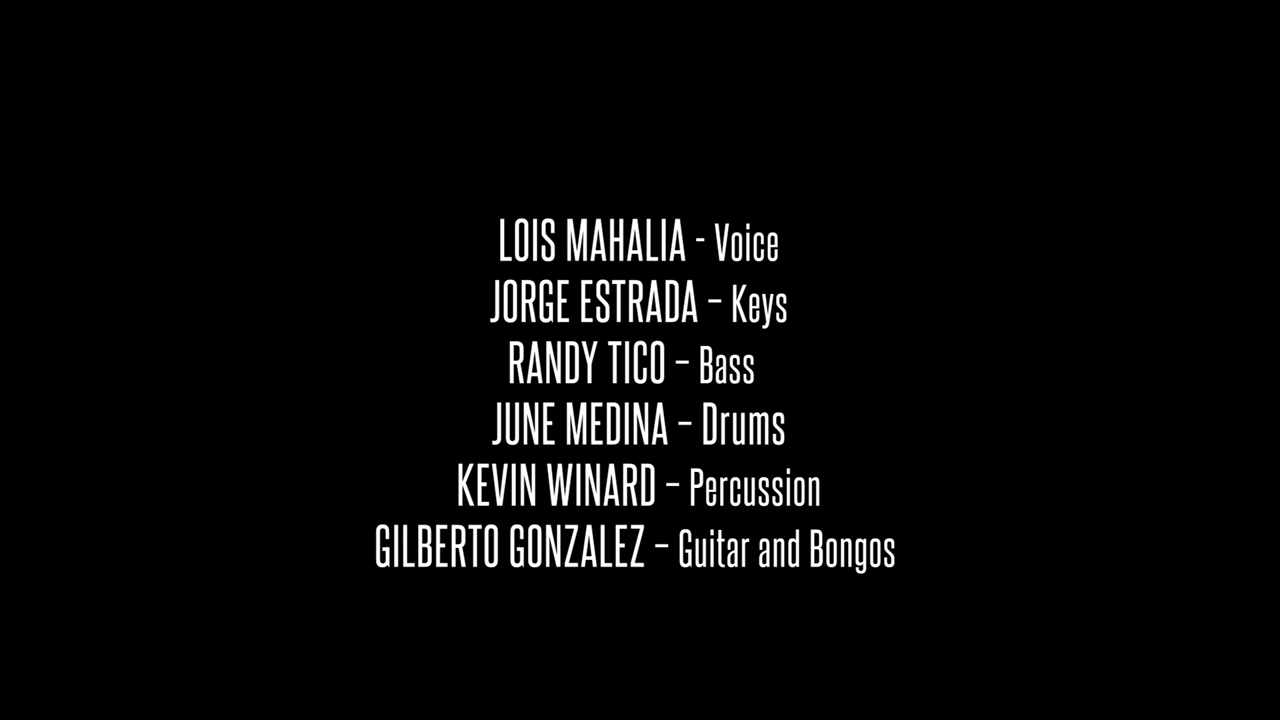 LOIS MAHALIA - Voice
JORGE ESTRADA – Keys
RANDY TICO – Bass
JUNE MEDINA – Drums
KEVIN WINARD – Percussion
GILBERTO GONZALEZ – Guitar and Bongos